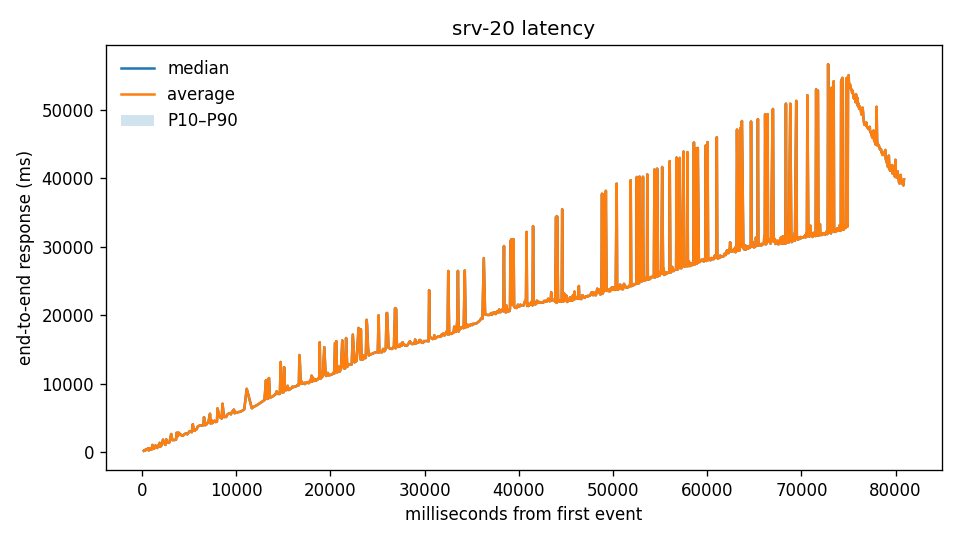 srv-20 latency
median
average
P10–P90
end-to-end response (ms)
50000
40000
30000
20000
10000
0
0 10000 20000 30000 40000 50000 60000 70000 80000
milliseconds from first event